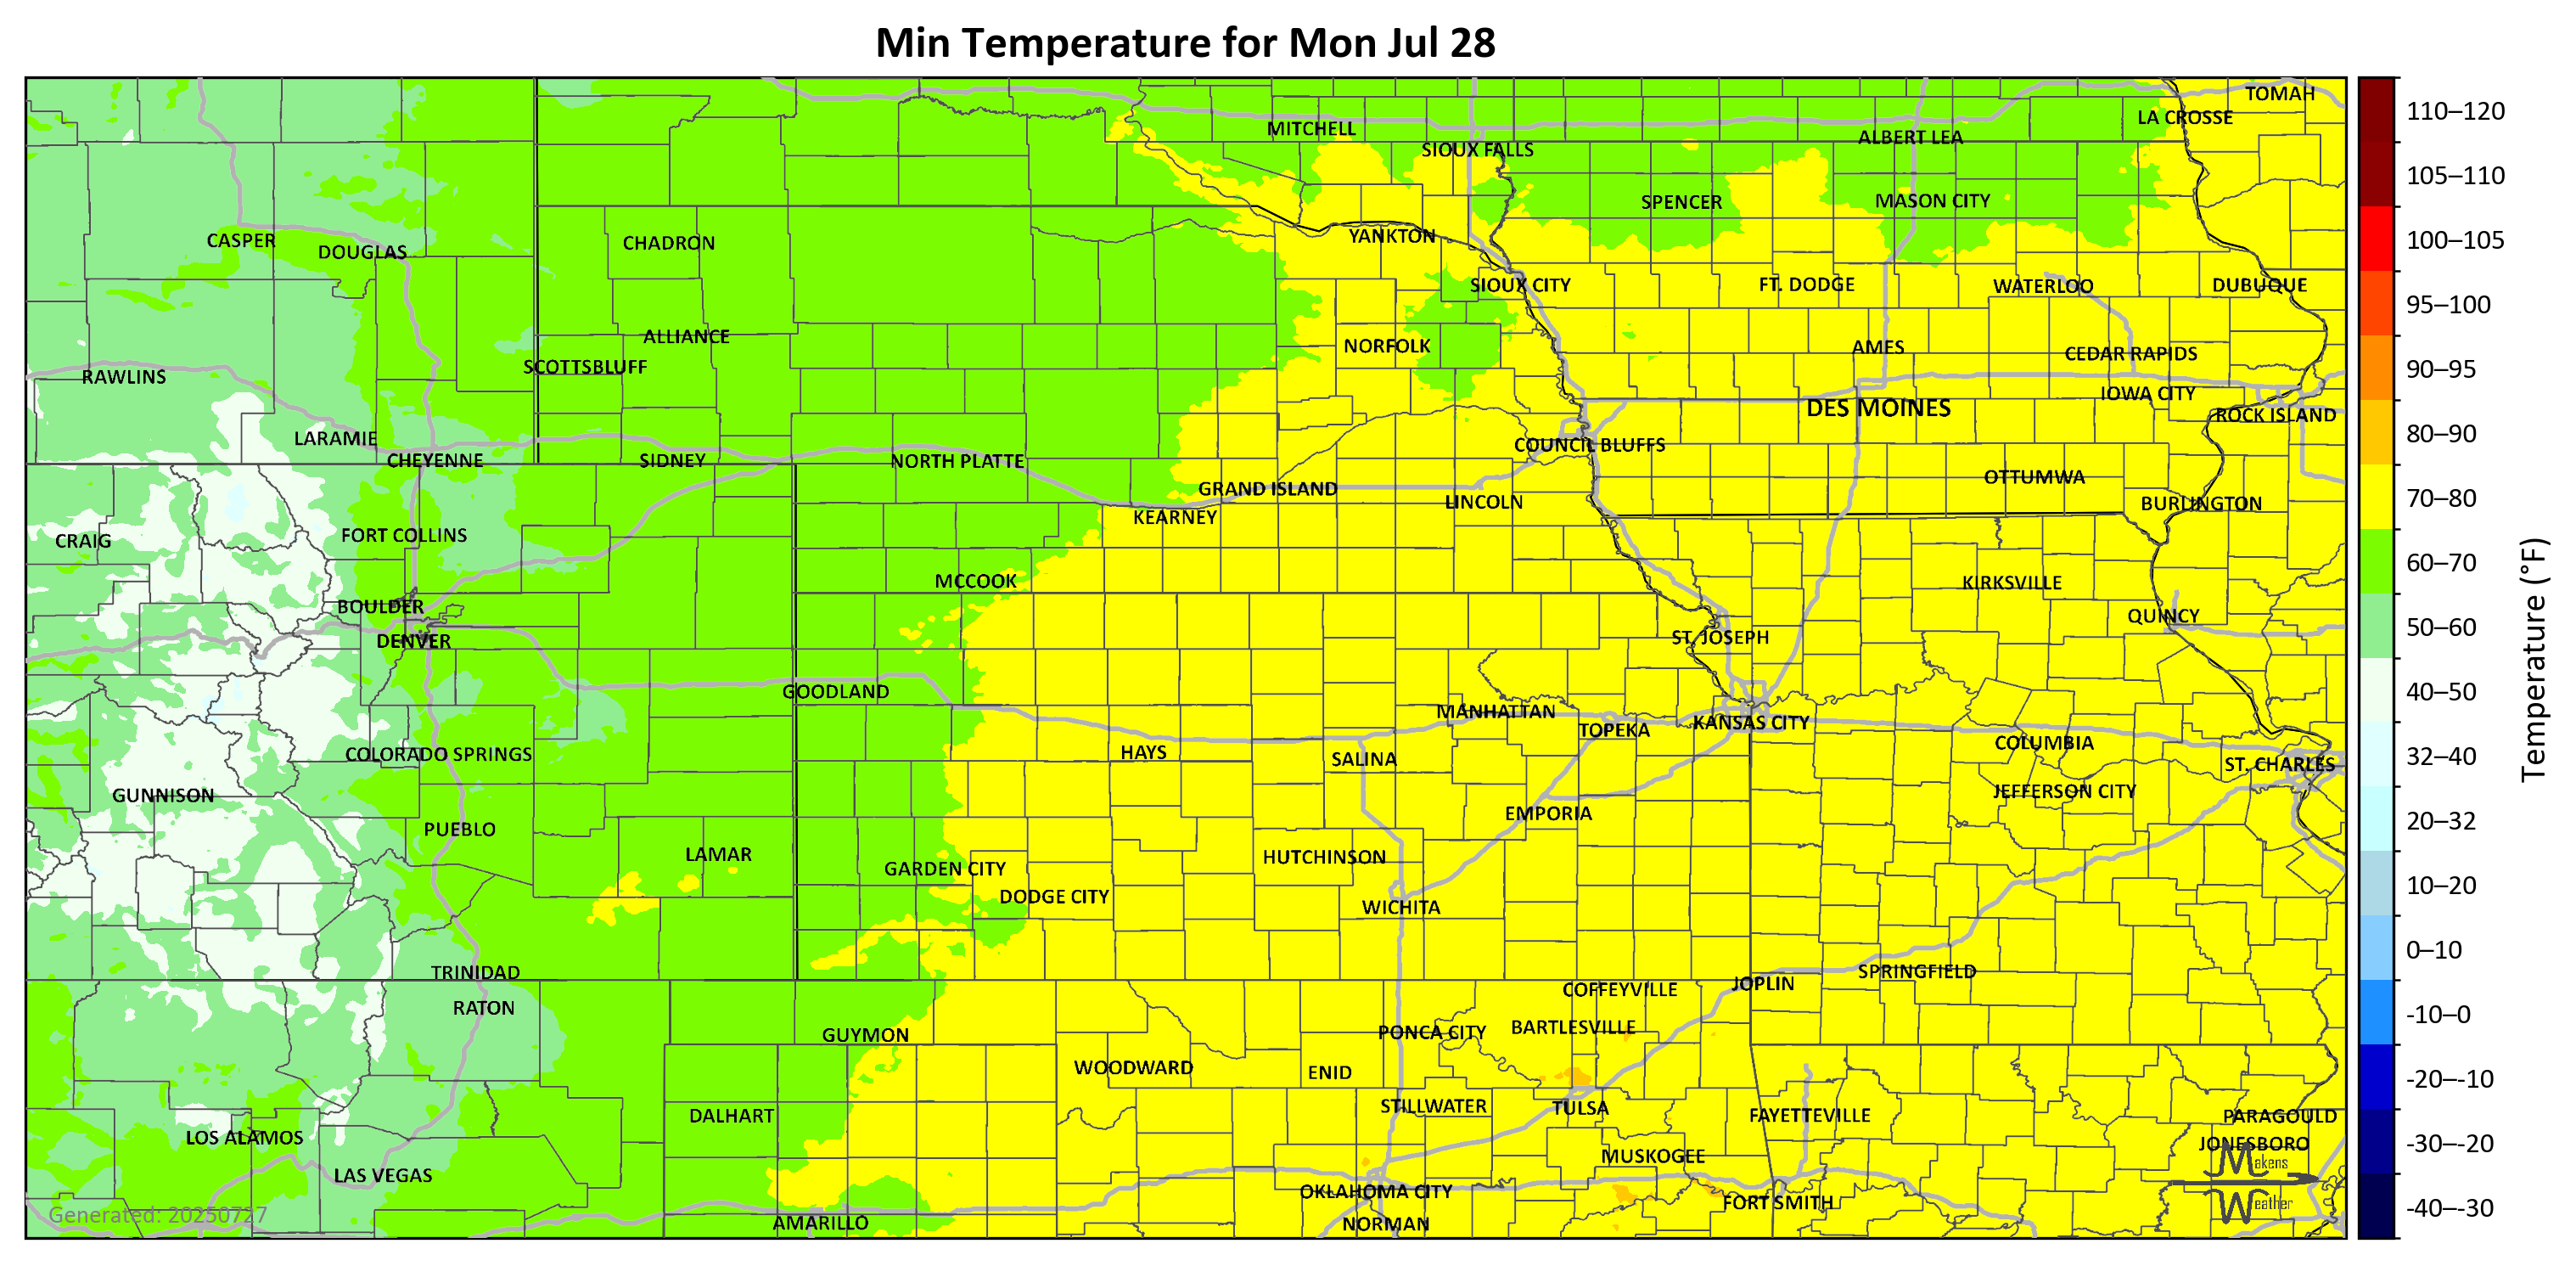 Min Temperature for Mon Jul 28
TOMAH
LA CROSSE
MITCHELL
ALBERT LEA
SIOUX FALLS
SPENCER
MASON CITY
CASPER
DOUGLAS
CHADRON
YANKTON
SIOUX CITY
FT. DODGE
WATERLOO
DUBUQUE
ALLIANCE
NORFOLK
AMES
CEDAR RAPIDS
SCOTTSBLUFF
RAWLINS
IOWA CITY
DES MOINES
ROCK ISLAND
LARAMIE
COUNCIL BLUFFS
CHEYENNE
SIDNEY
NORTH PLATTE
OTTUMWA
GRAND ISLAND
LINCOLN
BURLINGTON
KEARNEY
FORT COLLINS
CRAIG
MCCOOK
KIRKSVILLE
BOULDER
QUINCY
DENVER
ST. JOSEPH
GOODLAND
MANHATTAN
KANSAS CITY
TOPEKA
COLUMBIA
COLORADO SPRINGS
HAYS
SALINA
ST. CHARLES
GUNNISON
JEFFERSON CITY
EMPORIA
PUEBLO
LAMAR
HUTCHINSON
GARDEN CITY
DODGE CITY
WICHITA
TRINIDAD
SPRINGFIELD
JOPLIN
COFFEYVILLE
RATON
GUYMON
PONCA CITY
BARTLESVILLE
WOODWARD
ENID
STILLWATER
TULSA
DALHART
FAYETTEVILLE
PARAGOULD
LOS ALAMOS
JONESBORO
MUSKOGEE
LAS VEGAS
OKLAHOMA CITY
FORT SMITH
AMARILLO
NORMAN
Generated: 20250727
Makens
Weather
110–120
105–110
100–105
95–100
90–95
80–90
70–80
60–70
50–60
40–50
32–40
20–32
10–20
0–10
-10–0
-20–-10
-30–-20
-40–-30
Temperature (°F)